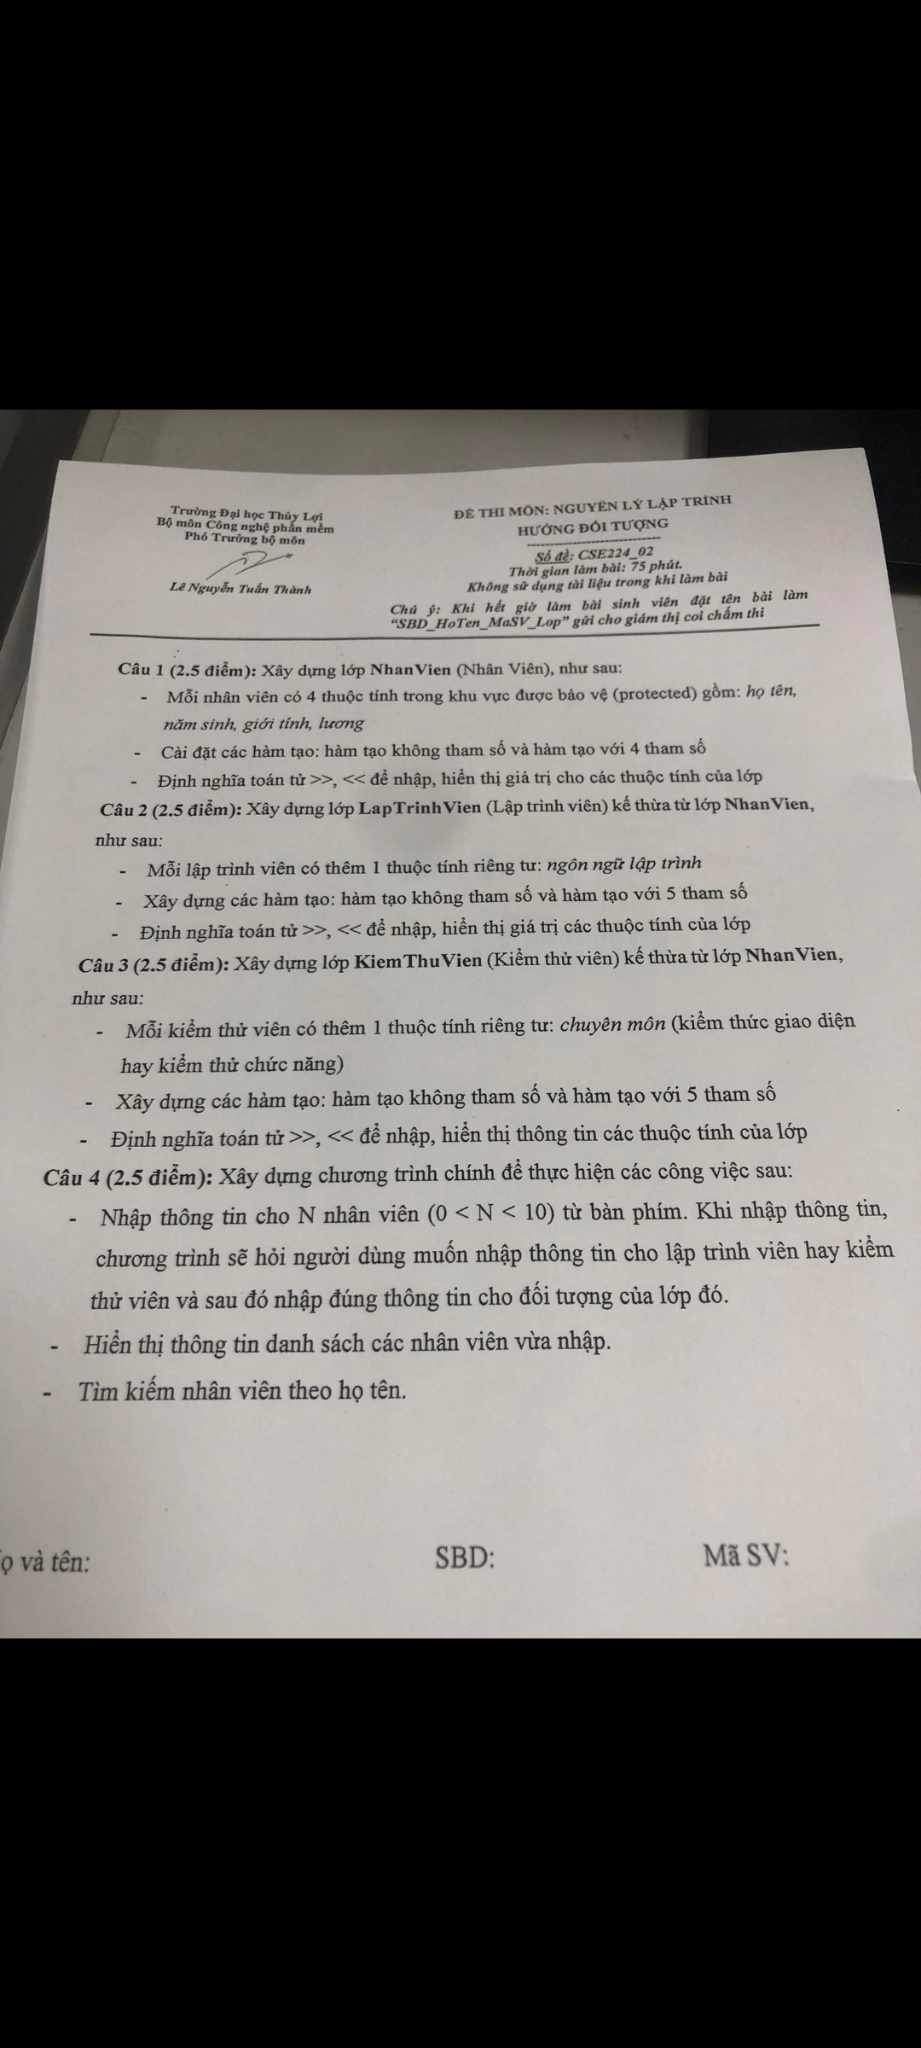 Trường Đại học Thủy Lợi
Bộ môn Công nghệ phần mềm
Phó Trưởng bộ môn
Lê Nguyễn Tuấn Thành
ĐỀ THI MÔN: NGUYÊN LÝ LẬP TRÌNH
HƯỚNG ĐỐI TƯỢNG
Số đề: CSE224_02
Thời gian làm bài: 75 phút.
Không sử dụng tài liệu trong khi làm bài
Chú ý: Khi hết giờ làm bài sinh viên đặt tên bài làm
"SBD_HoTen_MaSV_Lop" gửi cho giám thị coi chấm thi
Câu 1 (2.5 điểm): Xây dựng lớp NhanVien (Nhân Viên), như sau:
- Mỗi nhân viên có 4 thuộc tính trong khu vực được bảo vệ (protected) gồm: họ tên,
năm sinh, giới tính, lương
- Cài đặt các hàm tạo: hàm tạo không tham số và hàm tạo với 4 tham số
- Định nghĩa toán tử >>, << để nhập, hiển thị giá trị cho các thuộc tính của lớp
Câu 2 (2.5 điểm): Xây dựng lớp LapTrinhVien (Lập trình viên) kế thừa từ lớp NhanVien,
như sau:
- Mỗi lập trình viên có thêm 1 thuộc tính riêng tư: ngôn ngữ lập trình
- Xây dựng các hàm tạo: hàm tạo không tham số và hàm tạo với 5 tham số
- Định nghĩa toán tử >>, << để nhập, hiển thị giá trị các thuộc tính của lớp
Câu 3 (2.5 điểm): Xây dựng lớp KiemThuVien (Kiểm thử viên) kế thừa từ lớp NhanVien,
như sau:
- Mỗi kiểm thử viên có thêm 1 thuộc tính riêng tư: chuyên môn (kiểm thức giao diện
hay kiểm thử chức năng)
- Xây dựng các hàm tạo: hàm tạo không tham số và hàm tạo với 5 tham số
- Định nghĩa toán tử >>, << để nhập, hiển thị thông tin các thuộc tính của lớp
Câu 4 (2.5 điểm): Xây dựng chương trình chính để thực hiện các công việc sau:
- Nhập thông tin cho N nhân viên (0 < N < 10) từ bàn phím. Khi nhập thông tin,
chương trình sẽ hỏi người dùng muốn nhập thông tin cho lập trình viên hay kiểm
thử viên và sau đó nhập đúng thông tin cho đối tượng của lớp đó.
- Hiển thị thông tin danh sách các nhân viên vừa nhập.
- Tìm kiếm nhân viên theo họ tên.
ọ và tên: SBD: Mã SV: